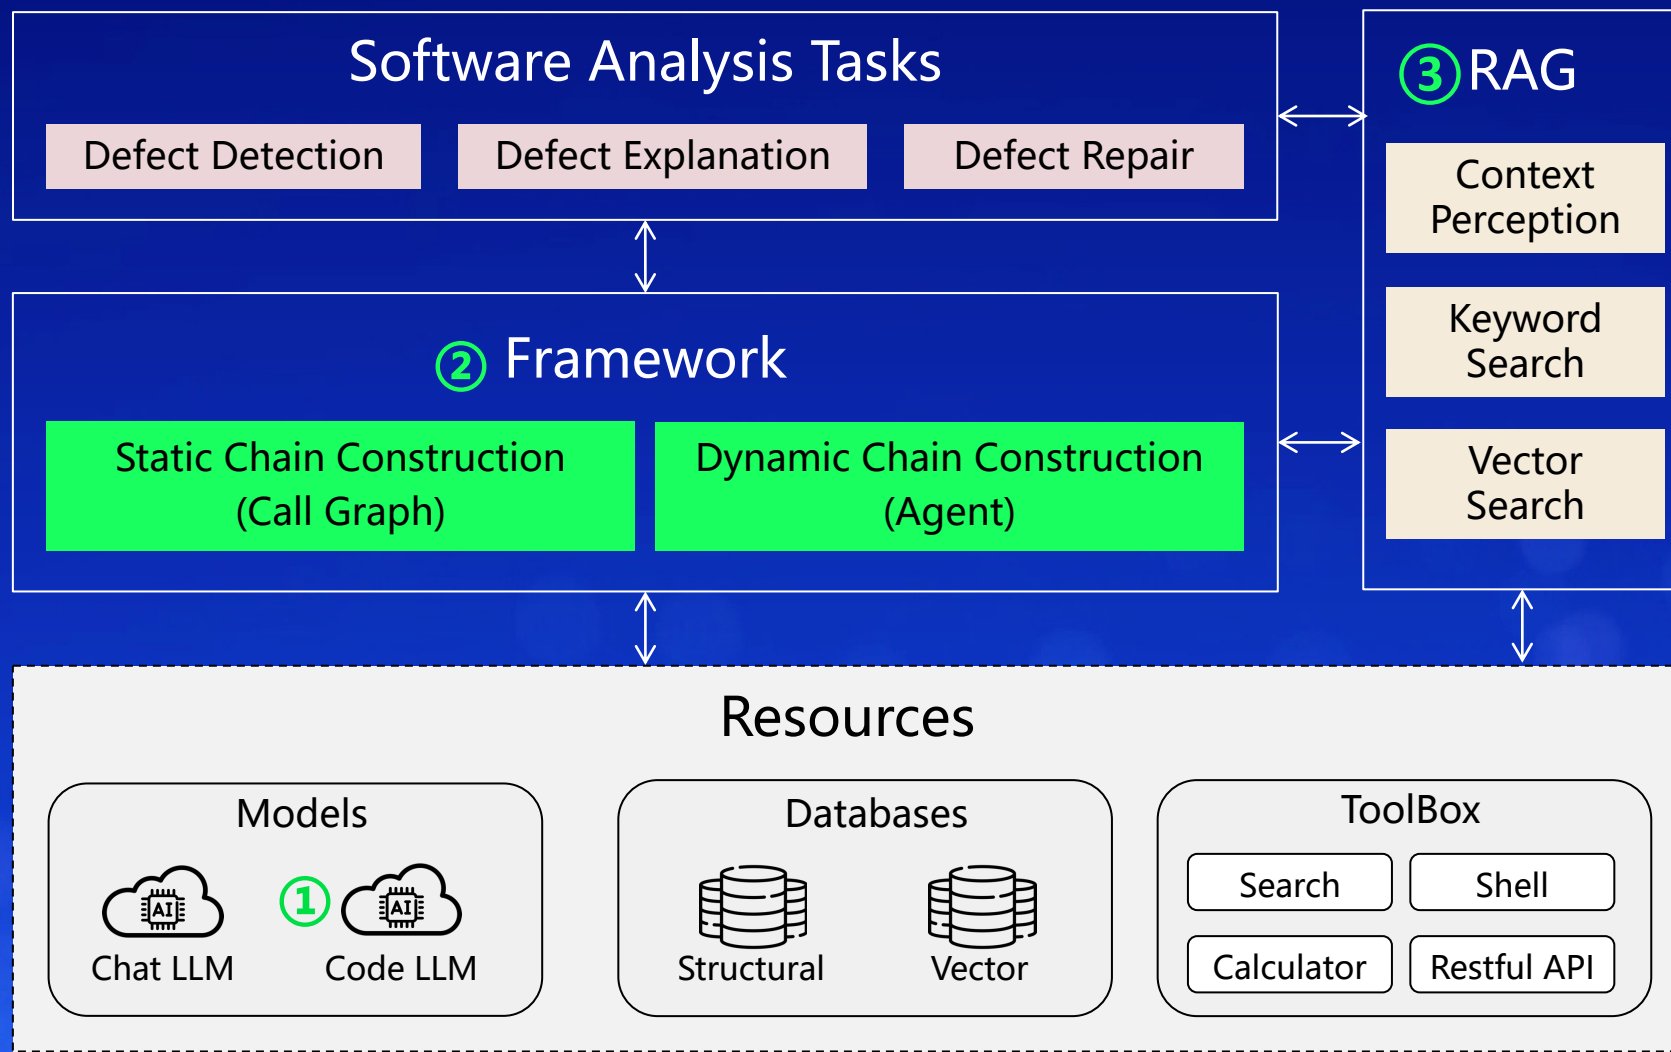 Software Analysis Tasks
Defect Detection
Defect Explanation
Defect Repair
③ RAG
Context
Perception
Keyword
Search
Vector
Search
② Framework
Static Chain Construction
(Call Graph)
Dynamic Chain Construction
(Agent)
Resources
Models
AI
Chat LLM
①
AI
Code LLM
Databases
Structural
Vector
ToolBox
Search
Shell
Calculator
Restful API